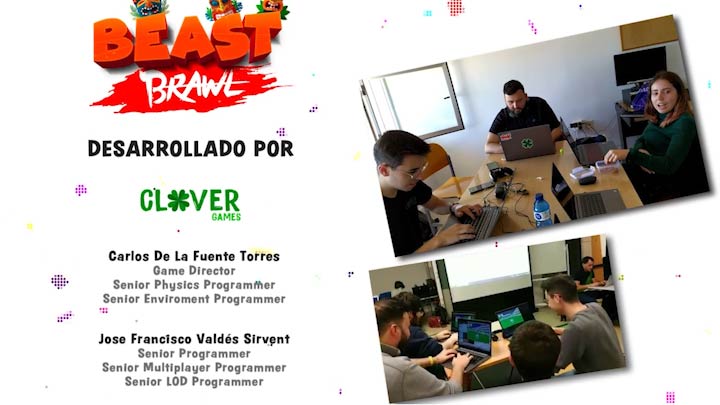 BEAST
BRAWL
DESARROLLADO POR
CLOVER
GAMES
Carlos De La Fuente Torres
Game Director
Senior Physics Programmer
Senior Enviroment Programmer
Jose Francisco Valdés Sirvent
Senior Programmer
Senior Multiplayer Programmer
Senior LOD Programmer